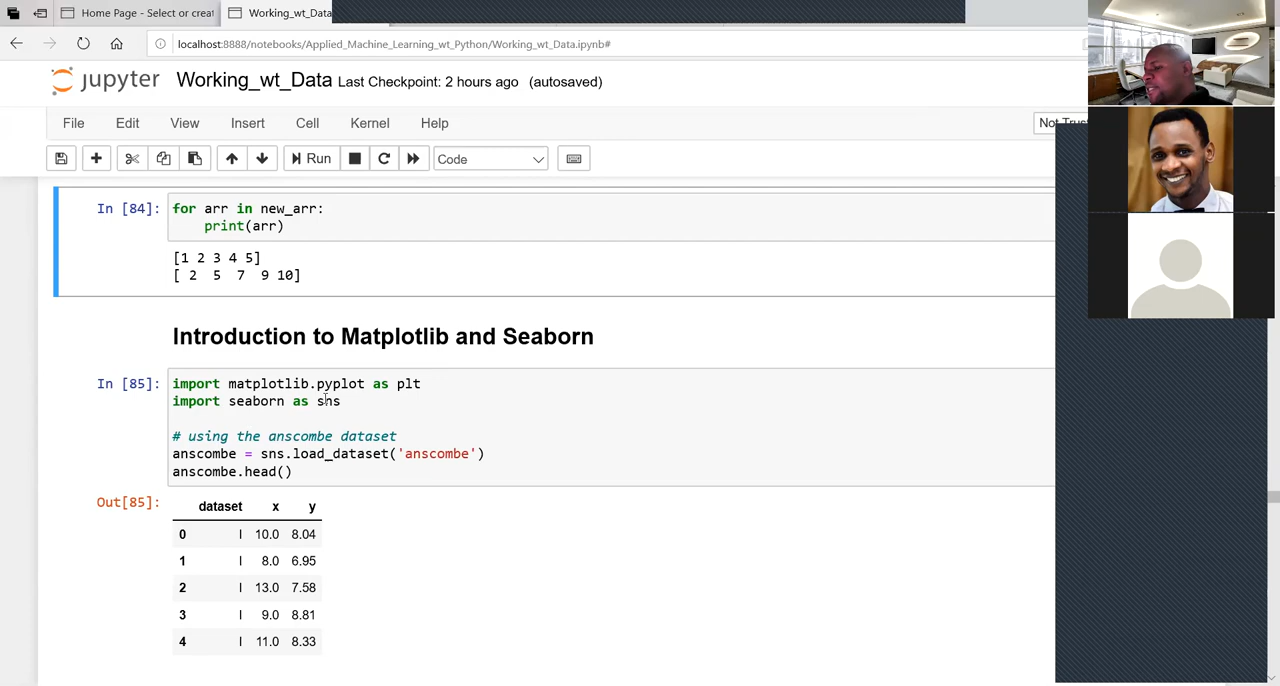 Home Page - Select or creat
Working_wt_Data
localhost:8888/notebooks/Applied_Machine_Learning_wt_Python/Working_wt_Data.ipynb#
jupyter Working_wt_Data Last Checkpoint: 2 hours ago (autosaved)
File Edit View Insert Cell Kernel Help
Not Trus
Run Code
In [84]: for arr in new_arr:
print(arr)
[1 2 3 4 5]
[ 2 5 7 9 10]
Introduction to Matplotlib and Seaborn
In [85]: import matplotlib.pyplot as plt
import seaborn as sns
# using the anscombe dataset
anscombe = sns.load_dataset('anscombe')
anscombe.head()
Out[85]:
dataset x y
0 I 10.0 8.04
1 I 8.0 6.95
2 I 13.0 7.58
3 I 9.0 8.81
4 I 11.0 8.33